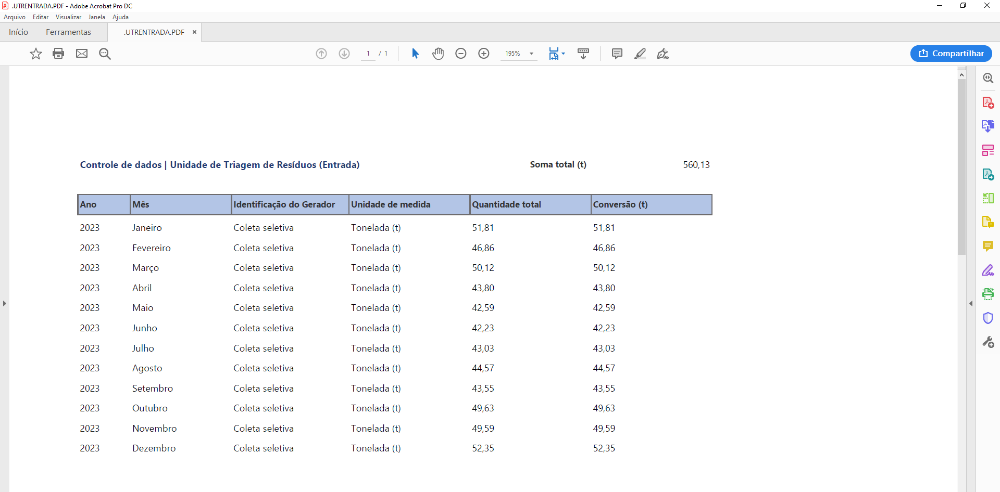 .UTRENTRADA.PDF - Adobe Acrobat Pro DC
Arquivo Editar Visualizar Janela Ajuda
Início Ferramentas .UTRENTRADA.PDF ×
1 / 1 195% Compartilhar
Controle de dados | Unidade de Triagem de Resíduos (Entrada) Soma total (t) 560,13
Ano Mês Identificação do Gerador Unidade de medida Quantidade total Conversão (t)
2023 Janeiro Coleta seletiva Tonelada (t) 51,81 51,81
2023 Fevereiro Coleta seletiva Tonelada (t) 46,86 46,86
2023 Março Coleta seletiva Tonelada (t) 50,12 50,12
2023 Abril Coleta seletiva Tonelada (t) 43,80 43,80
2023 Maio Coleta seletiva Tonelada (t) 42,59 42,59
2023 Junho Coleta seletiva Tonelada (t) 42,23 42,23
2023 Julho Coleta seletiva Tonelada (t) 43,03 43,03
2023 Agosto Coleta seletiva Tonelada (t) 44,57 44,57
2023 Setembro Coleta seletiva Tonelada (t) 43,55 43,55
2023 Outubro Coleta seletiva Tonelada (t) 49,63 49,63
2023 Novembro Coleta seletiva Tonelada (t) 49,59 49,59
2023 Dezembro Coleta seletiva Tonelada (t) 52,35 52,35